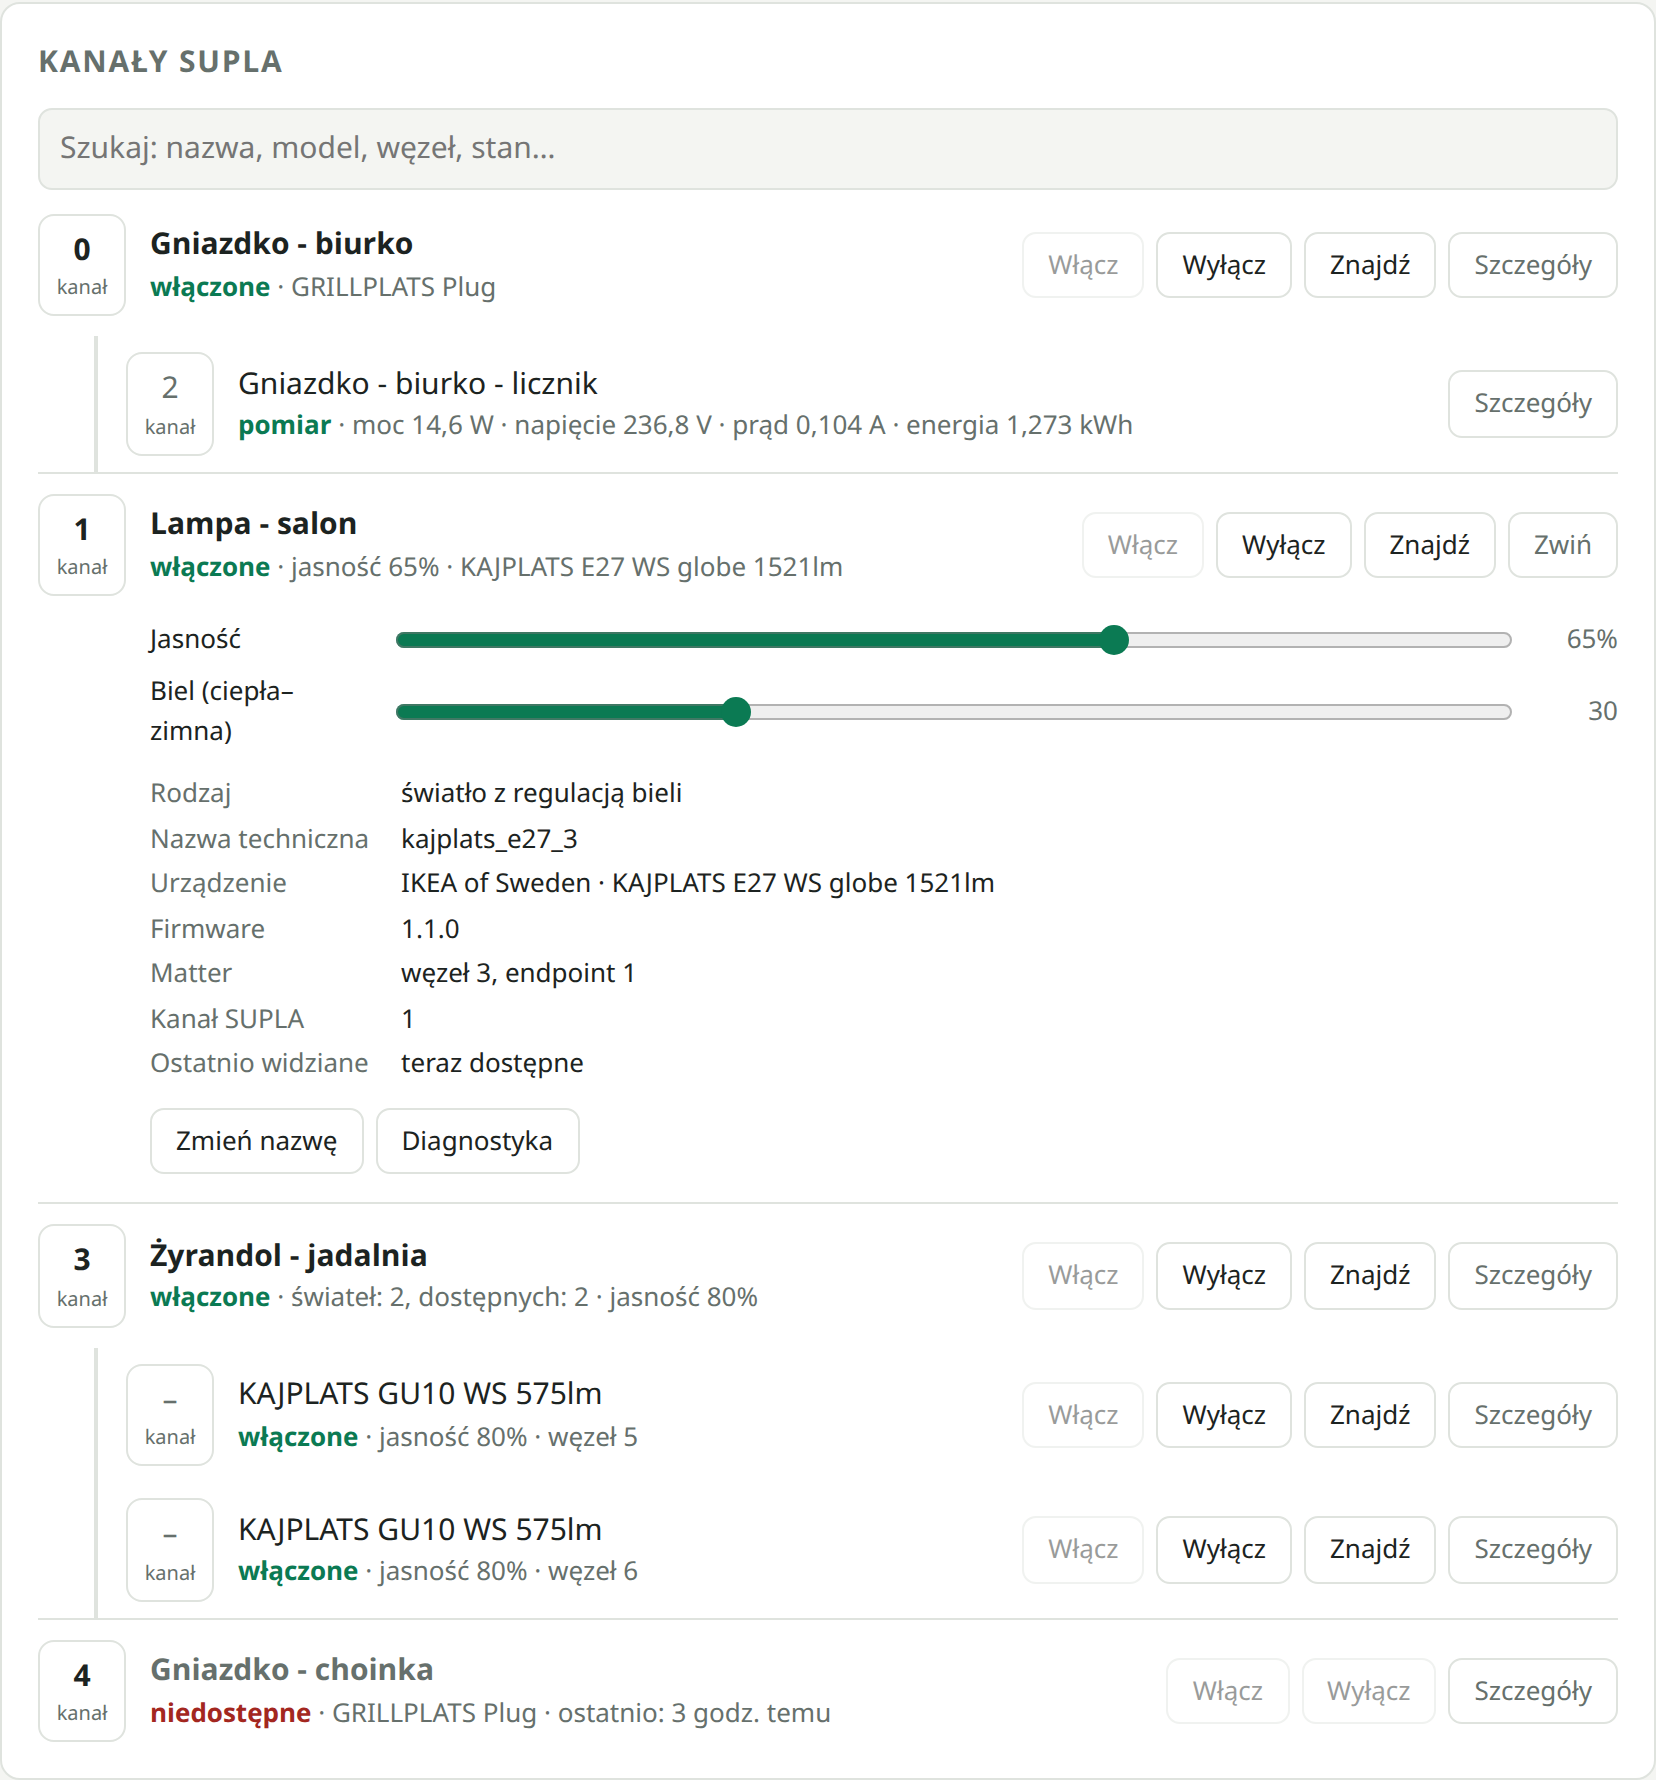 KANAŁY SUPLA
Szukaj: nazwa, model, węzeł, stan...
0
kanał
Gniazdko - biurko
włączone · GRILLPLATS Plug
Włącz
Wyłącz
Znajdź
Szczegóły
2
kanał
Gniazdko - biurko - licznik
pomiar · moc 14,6 W · napięcie 236,8 V · prąd 0,104 A · energia 1,273 kWh
Szczegóły
1
kanał
Lampa - salon
włączone · jasność 65% · KAJPLATS E27 WS globe 1521lm
Włącz
Wyłącz
Znajdź
Zwiń
Jasność
65%
Biel (ciepła–
zimna)
30
Rodzaj światło z regulacją bieli
Nazwa techniczna kajplats_e27_3
Urządzenie IKEA of Sweden · KAJPLATS E27 WS globe 1521lm
Firmware 1.1.0
Matter węzeł 3, endpoint 1
Kanał SUPLA 1
Ostatnio widziane teraz dostępne
Zmień nazwę
Diagnostyka
3
kanał
Żyrandol - jadalnia
włączone · świateł: 2, dostępnych: 2 · jasność 80%
Włącz
Wyłącz
Znajdź
Szczegóły
–
kanał
KAJPLATS GU10 WS 575lm
włączone · jasność 80% · węzeł 5
Włącz
Wyłącz
Znajdź
Szczegóły
–
kanał
KAJPLATS GU10 WS 575lm
włączone · jasność 80% · węzeł 6
Włącz
Wyłącz
Znajdź
Szczegóły
4
kanał
Gniazdko - choinka
niedostępne · GRILLPLATS Plug · ostatnio: 3 godz. temu
Włącz
Wyłącz
Szczegóły